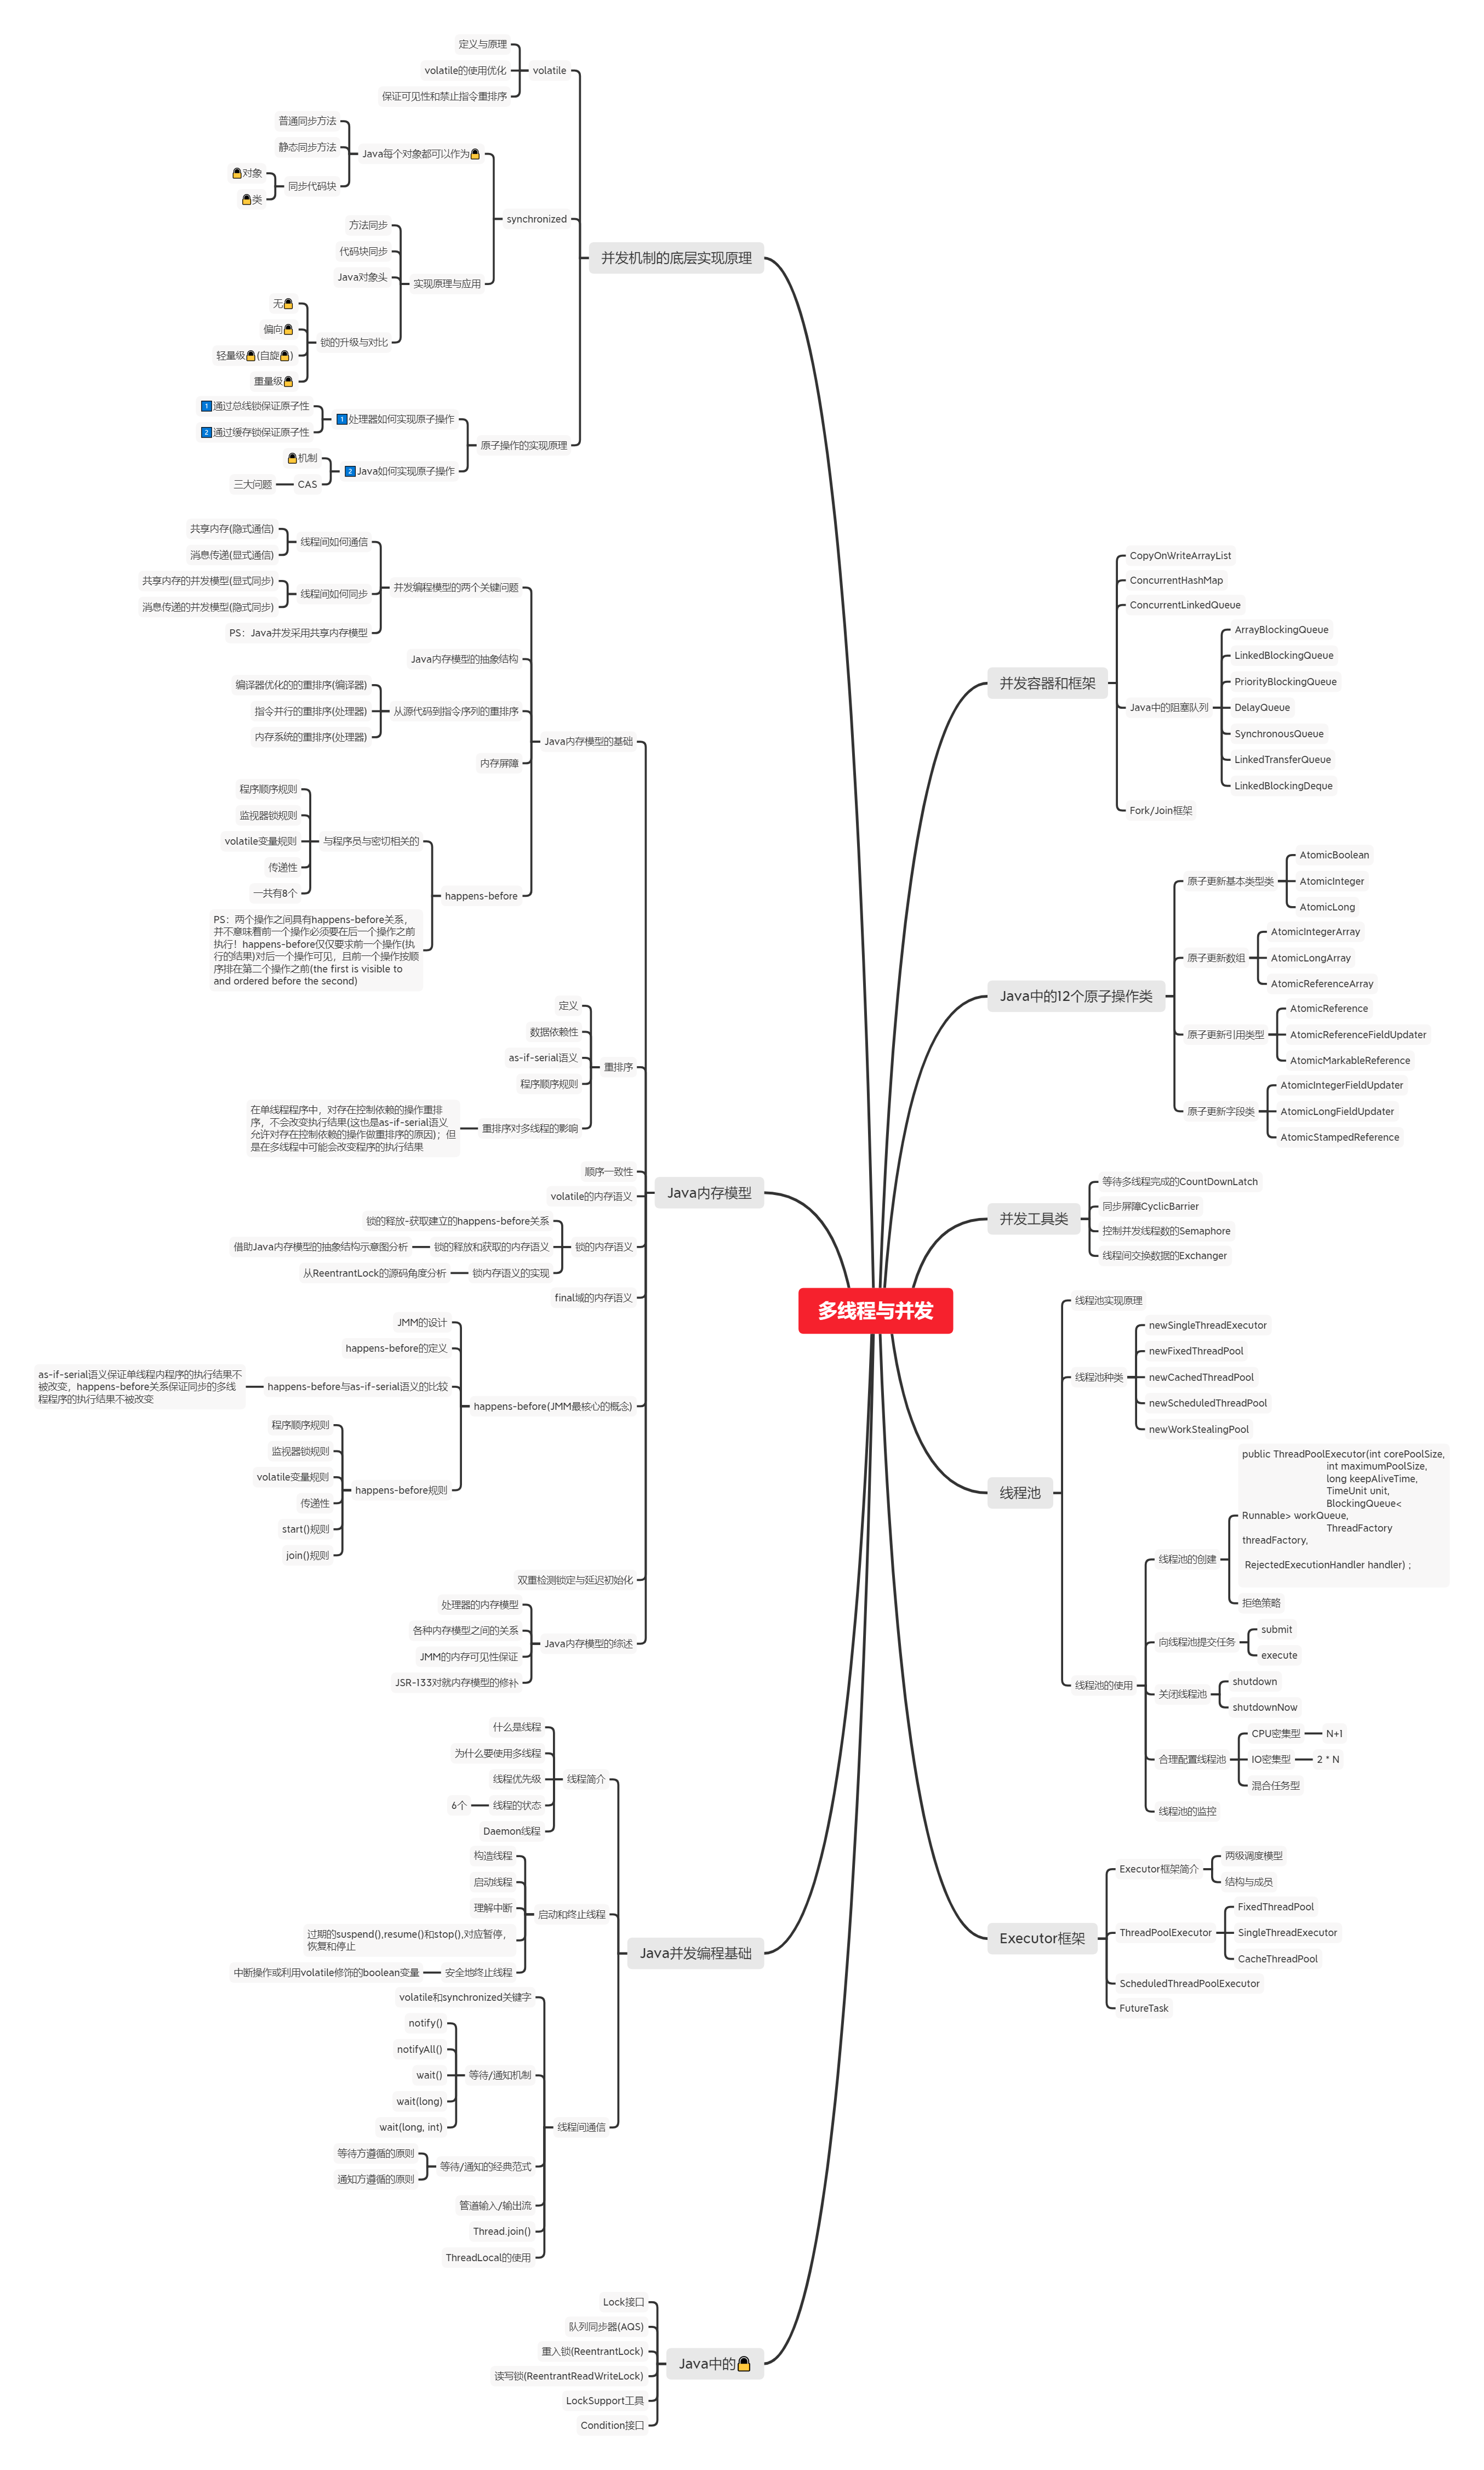 多线程与并发
并发机制的底层实现原理
volatile
定义与原理
volatile的使用优化
保证可见性和禁止指令重排序
synchronized
Java每个对象都可以作为🔒
普通同步方法
静态同步方法
同步代码块
🔒对象
🔒类
实现原理与应用
方法同步
代码块同步
Java对象头
锁的升级与对比
无🔒
偏向🔒
轻量级🔒(自旋🔒)
重量级🔒
原子操作的实现原理
1处理器如何实现原子操作
1通过总线锁保证原子性
2通过缓存锁保证原子性
2Java如何实现原子操作
🔒机制
CAS
三大问题
Java内存模型
Java内存模型的基础
并发编程模型的两个关键问题
线程间如何通信
共享内存(隐式通信)
消息传递(显式通信)
线程间如何同步
共享内存的并发模型(显式同步)
消息传递的并发模型(隐式同步)
PS：Java并发采用共享内存模型
Java内存模型的抽象结构
从源代码到指令序列的重排序
编译器优化的的重排序(编译器)
指令并行的重排序(处理器)
内存系统的重排序(处理器)
内存屏障
happens-before
与程序员与密切相关的
程序顺序规则
监视器锁规则
volatile变量规则
传递性
一共有8个
PS：两个操作之间具有happens-before关系，
并不意味着前一个操作必须要在后一个操作之前
执行！happens-before仅仅要求前一个操作(执
行的结果)对后一个操作可见，且前一个操作按顺
序排在第二个操作之前(the first is visible to
and ordered before the second)
重排序
定义
数据依赖性
as-if-serial语义
程序顺序规则
重排序对多线程的影响
在单线程程序中，对存在控制依赖的操作重排
序，不会改变执行结果(这也是as-if-serial语义
允许对存在控制依赖的操作做重排序的原因)；但
是在多线程中可能会改变程序的执行结果
顺序一致性
volatile的内存语义
锁的内存语义
锁的释放-获取建立的happens-before关系
锁的释放和获取的内存语义
借助Java内存模型的抽象结构示意图分析
锁内存语义的实现
从ReentrantLock的源码角度分析
final域的内存语义
happens-before(JMM最核心的概念)
JMM的设计
happens-before的定义
happens-before与as-if-serial语义的比较
as-if-serial语义保证单线程内程序的执行结果不
被改变，happens-before关系保证同步的多线
程程序的执行结果不被改变
happens-before规则
程序顺序规则
监视器锁规则
volatile变量规则
传递性
start()规则
join()规则
双重检测锁定与延迟初始化
Java内存模型的综述
处理器的内存模型
各种内存模型之间的关系
JMM的内存可见性保证
JSR-133对就内存模型的修补
Java并发编程基础
线程简介
什么是线程
为什么要使用多线程
线程优先级
线程的状态
6个
Daemon线程
启动和终止线程
构造线程
启动线程
理解中断
过期的suspend(),resume()和stop(),对应暂停，
恢复和停止
安全地终止线程
中断操作或利用volatile修饰的boolean变量
线程间通信
volatile和synchronized关键字
等待/通知机制
notify()
notifyAll()
wait()
wait(long)
wait(long, int)
等待/通知的经典范式
等待方遵循的原则
通知方遵循的原则
管道输入/输出流
Thread.join()
ThreadLocal的使用
Java中的🔒
Lock接口
队列同步器(AQS)
重入锁(ReentrantLock)
读写锁(ReentrantReadWriteLock)
LockSupport工具
Condition接口
并发容器和框架
CopyOnWriteArrayList
ConcurrentHashMap
ConcurrentLinkedQueue
Java中的阻塞队列
ArrayBlockingQueue
LinkedBlockingQueue
PriorityBlockingQueue
DelayQueue
SynchronousQueue
LinkedTransferQueue
LinkedBlockingDeque
Fork/Join框架
Java中的12个原子操作类
原子更新基本类型类
AtomicBoolean
AtomicInteger
AtomicLong
原子更新数组
AtomicIntegerArray
AtomicLongArray
AtomicReferenceArray
原子更新引用类型
AtomicReference
AtomicReferenceFieldUpdater
AtomicMarkableReference
原子更新字段类
AtomicIntegerFieldUpdater
AtomicLongFieldUpdater
AtomicStampedReference
并发工具类
等待多线程完成的CountDownLatch
同步屏障CyclicBarrier
控制并发线程数的Semaphore
线程间交换数据的Exchanger
线程池
线程池实现原理
线程池种类
newSingleThreadExecutor
newFixedThreadPool
newCachedThreadPool
newScheduledThreadPool
newWorkStealingPool
线程池的使用
线程池的创建
public ThreadPoolExecutor(int corePoolSize,
int maximumPoolSize,
long keepAliveTime,
TimeUnit unit,
BlockingQueue<
Runnable> workQueue,
ThreadFactory
threadFactory,
RejectedExecutionHandler handler) ;
拒绝策略
向线程池提交任务
submit
execute
关闭线程池
shutdown
shutdownNow
合理配置线程池
CPU密集型
N+1
IO密集型
2 * N
混合任务型
线程池的监控
Executor框架
Executor框架简介
两级调度模型
结构与成员
ThreadPoolExecutor
FixedThreadPool
SingleThreadExecutor
CacheThreadPool
ScheduledThreadPoolExecutor
FutureTask